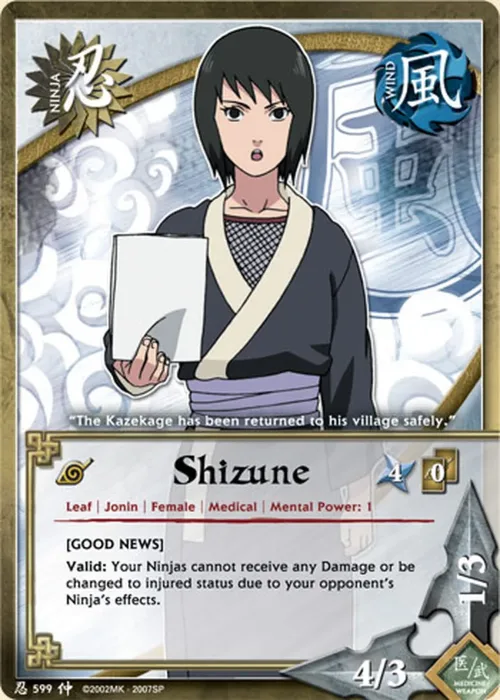 NINJA 忍
WIND 風
"The Kazekage has been returned to his village safely."
Shizune
4 0
Leaf | Jonin | Female | Medical | Mental Power: 1
[GOOD NEWS]
Valid: Your Ninjas cannot receive any Damage or be
changed to injured status due to your opponent's
Ninja's effects.
1/3
4/3
医/武
MEDICINE/
WEAPON
忍 599 仲 ©2002MK · 2007SP